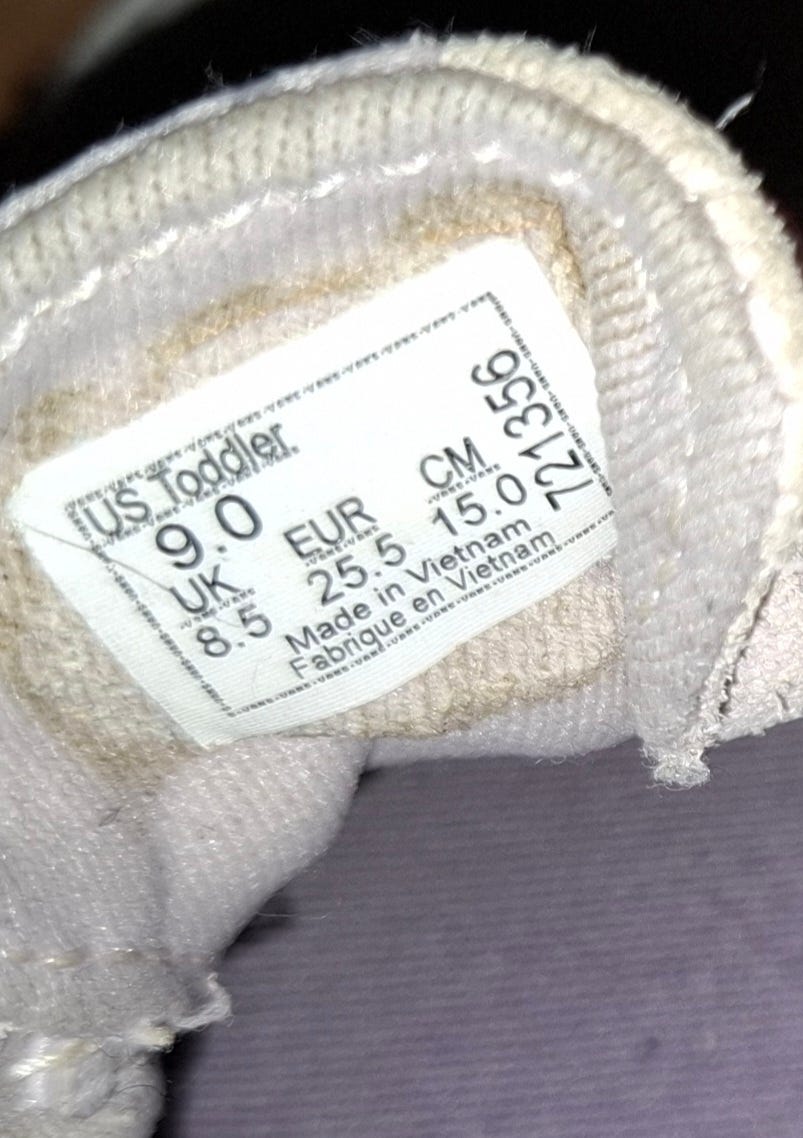 US Toddler
9.0
UK EUR CM
8.5 25.5 15.0
Made in Vietnam
Fabrique en Vietnam
721356